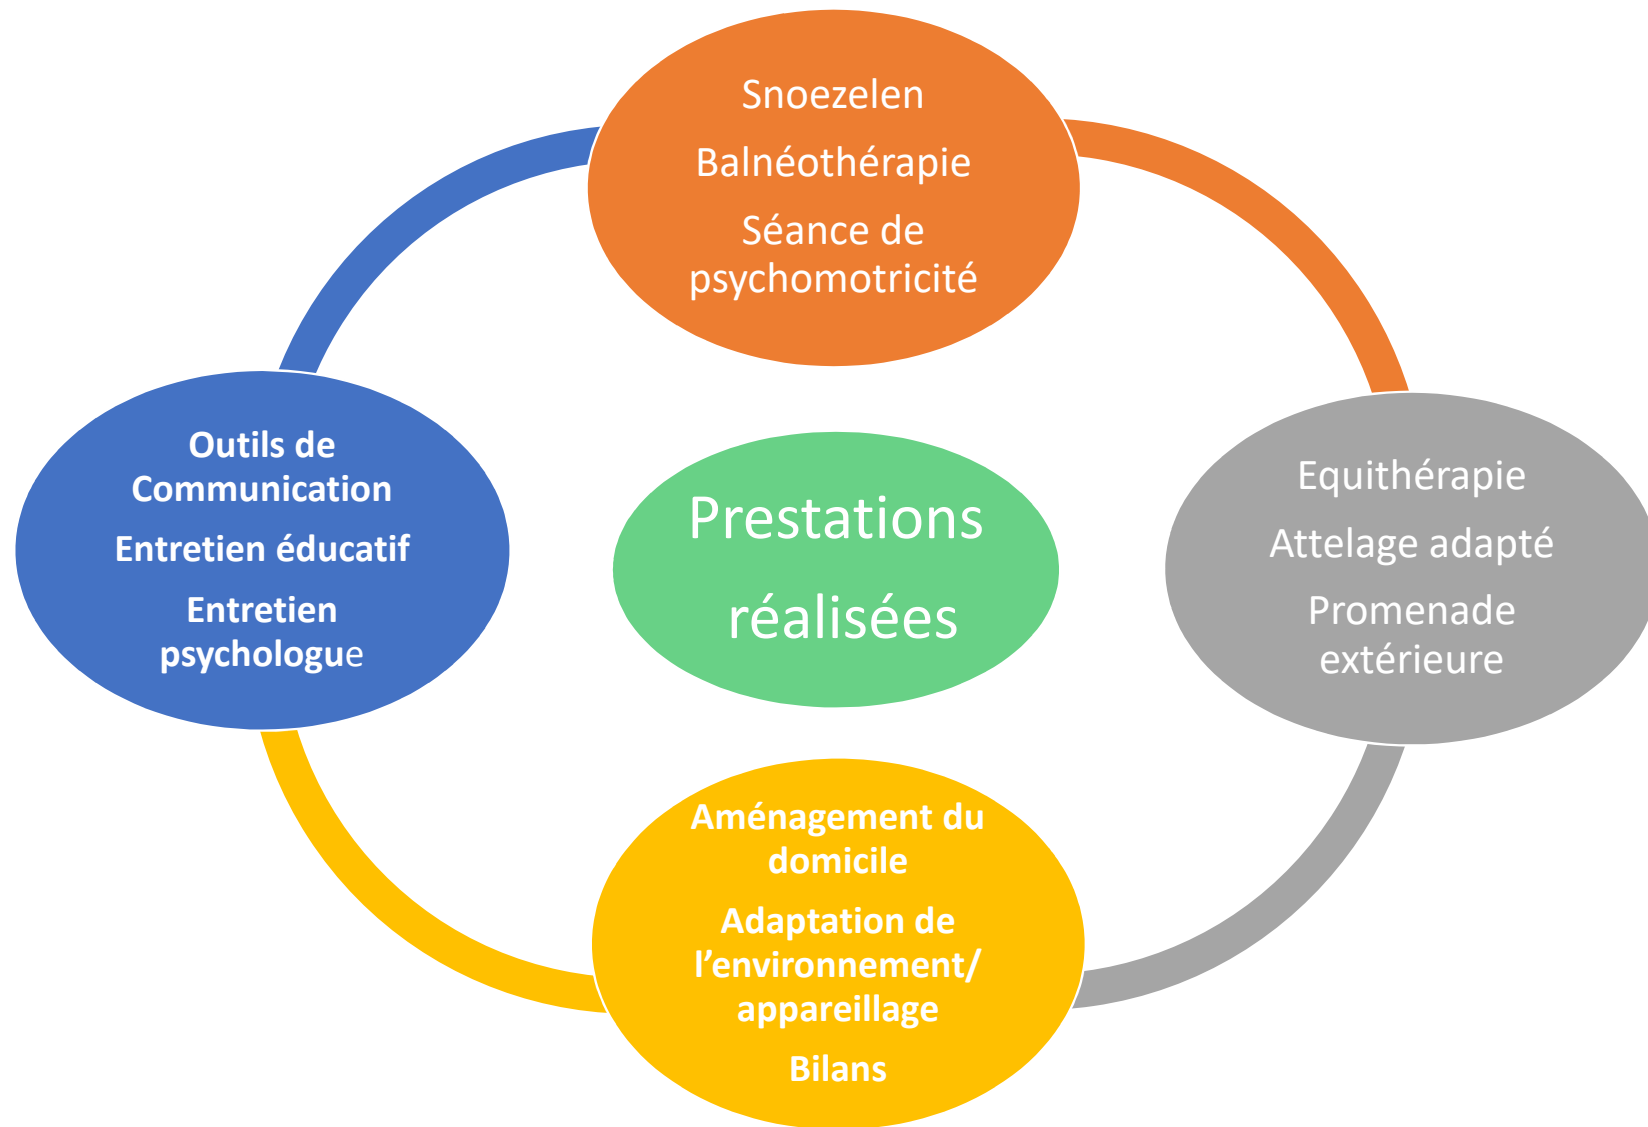 Snoezelen
Balnéothérapie
Séance de
psychomotricité
Outils de
Communication
Entretien éducatif
Entretien
psychologue
Prestations
réalisées
Equithérapie
Attelage adapté
Promenade
extérieure
Aménagement du
domicile
Adaptation de
l’environnement/
appareillage
Bilans